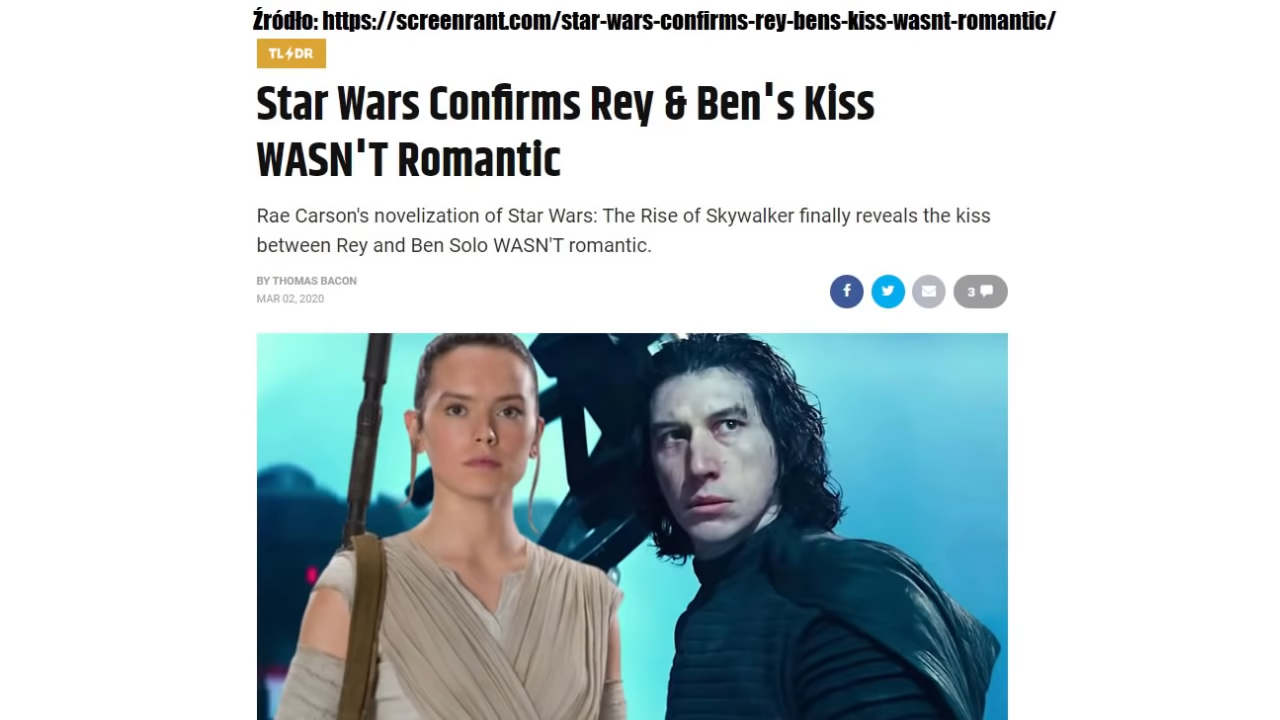 Źródło: https://screenrant.com/star-wars-confirms-rey-bens-kiss-wasnt-romantic/
TL DR
Star Wars Confirms Rey & Ben's Kiss
WASN'T Romantic
Rae Carson's novelization of Star Wars: The Rise of Skywalker finally reveals the kiss
between Rey and Ben Solo WASN'T romantic.
BY THOMAS BACON
MAR 02, 2020
3